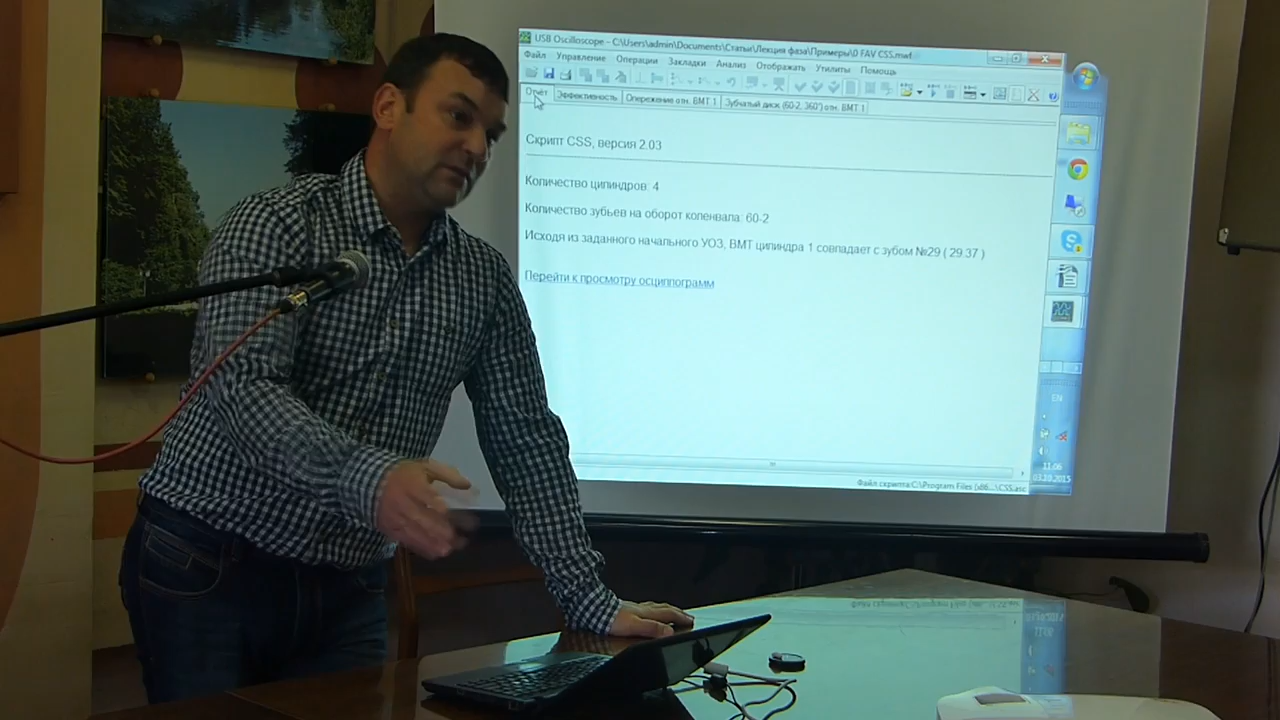 USB Oscilloscope - C:\Users\admin\Documents\Статьи\Лекция фаза\Примеры\0 FAV CSS.mwf
Файл Управление Операции Закладки Анализ Отображать Утилиты Помощь
Отчёт Эффективность Опережение отн. ВМТ 1 Зубчатый диск (60-2, 360°) отн. ВМТ 1
Скрипт CSS, версия 2.03
Количество цилиндров: 4
Количество зубьев на оборот коленвала: 60-2
Исходя из заданного начального УОЗ, ВМТ цилиндра 1 совпадает с зубом №29 ( 29.37 )
Перейти к просмотру осциллограмм
EN
11:06
03.10.2015
Файл скрипта:C:\Program Files (x86...\CSS.asc